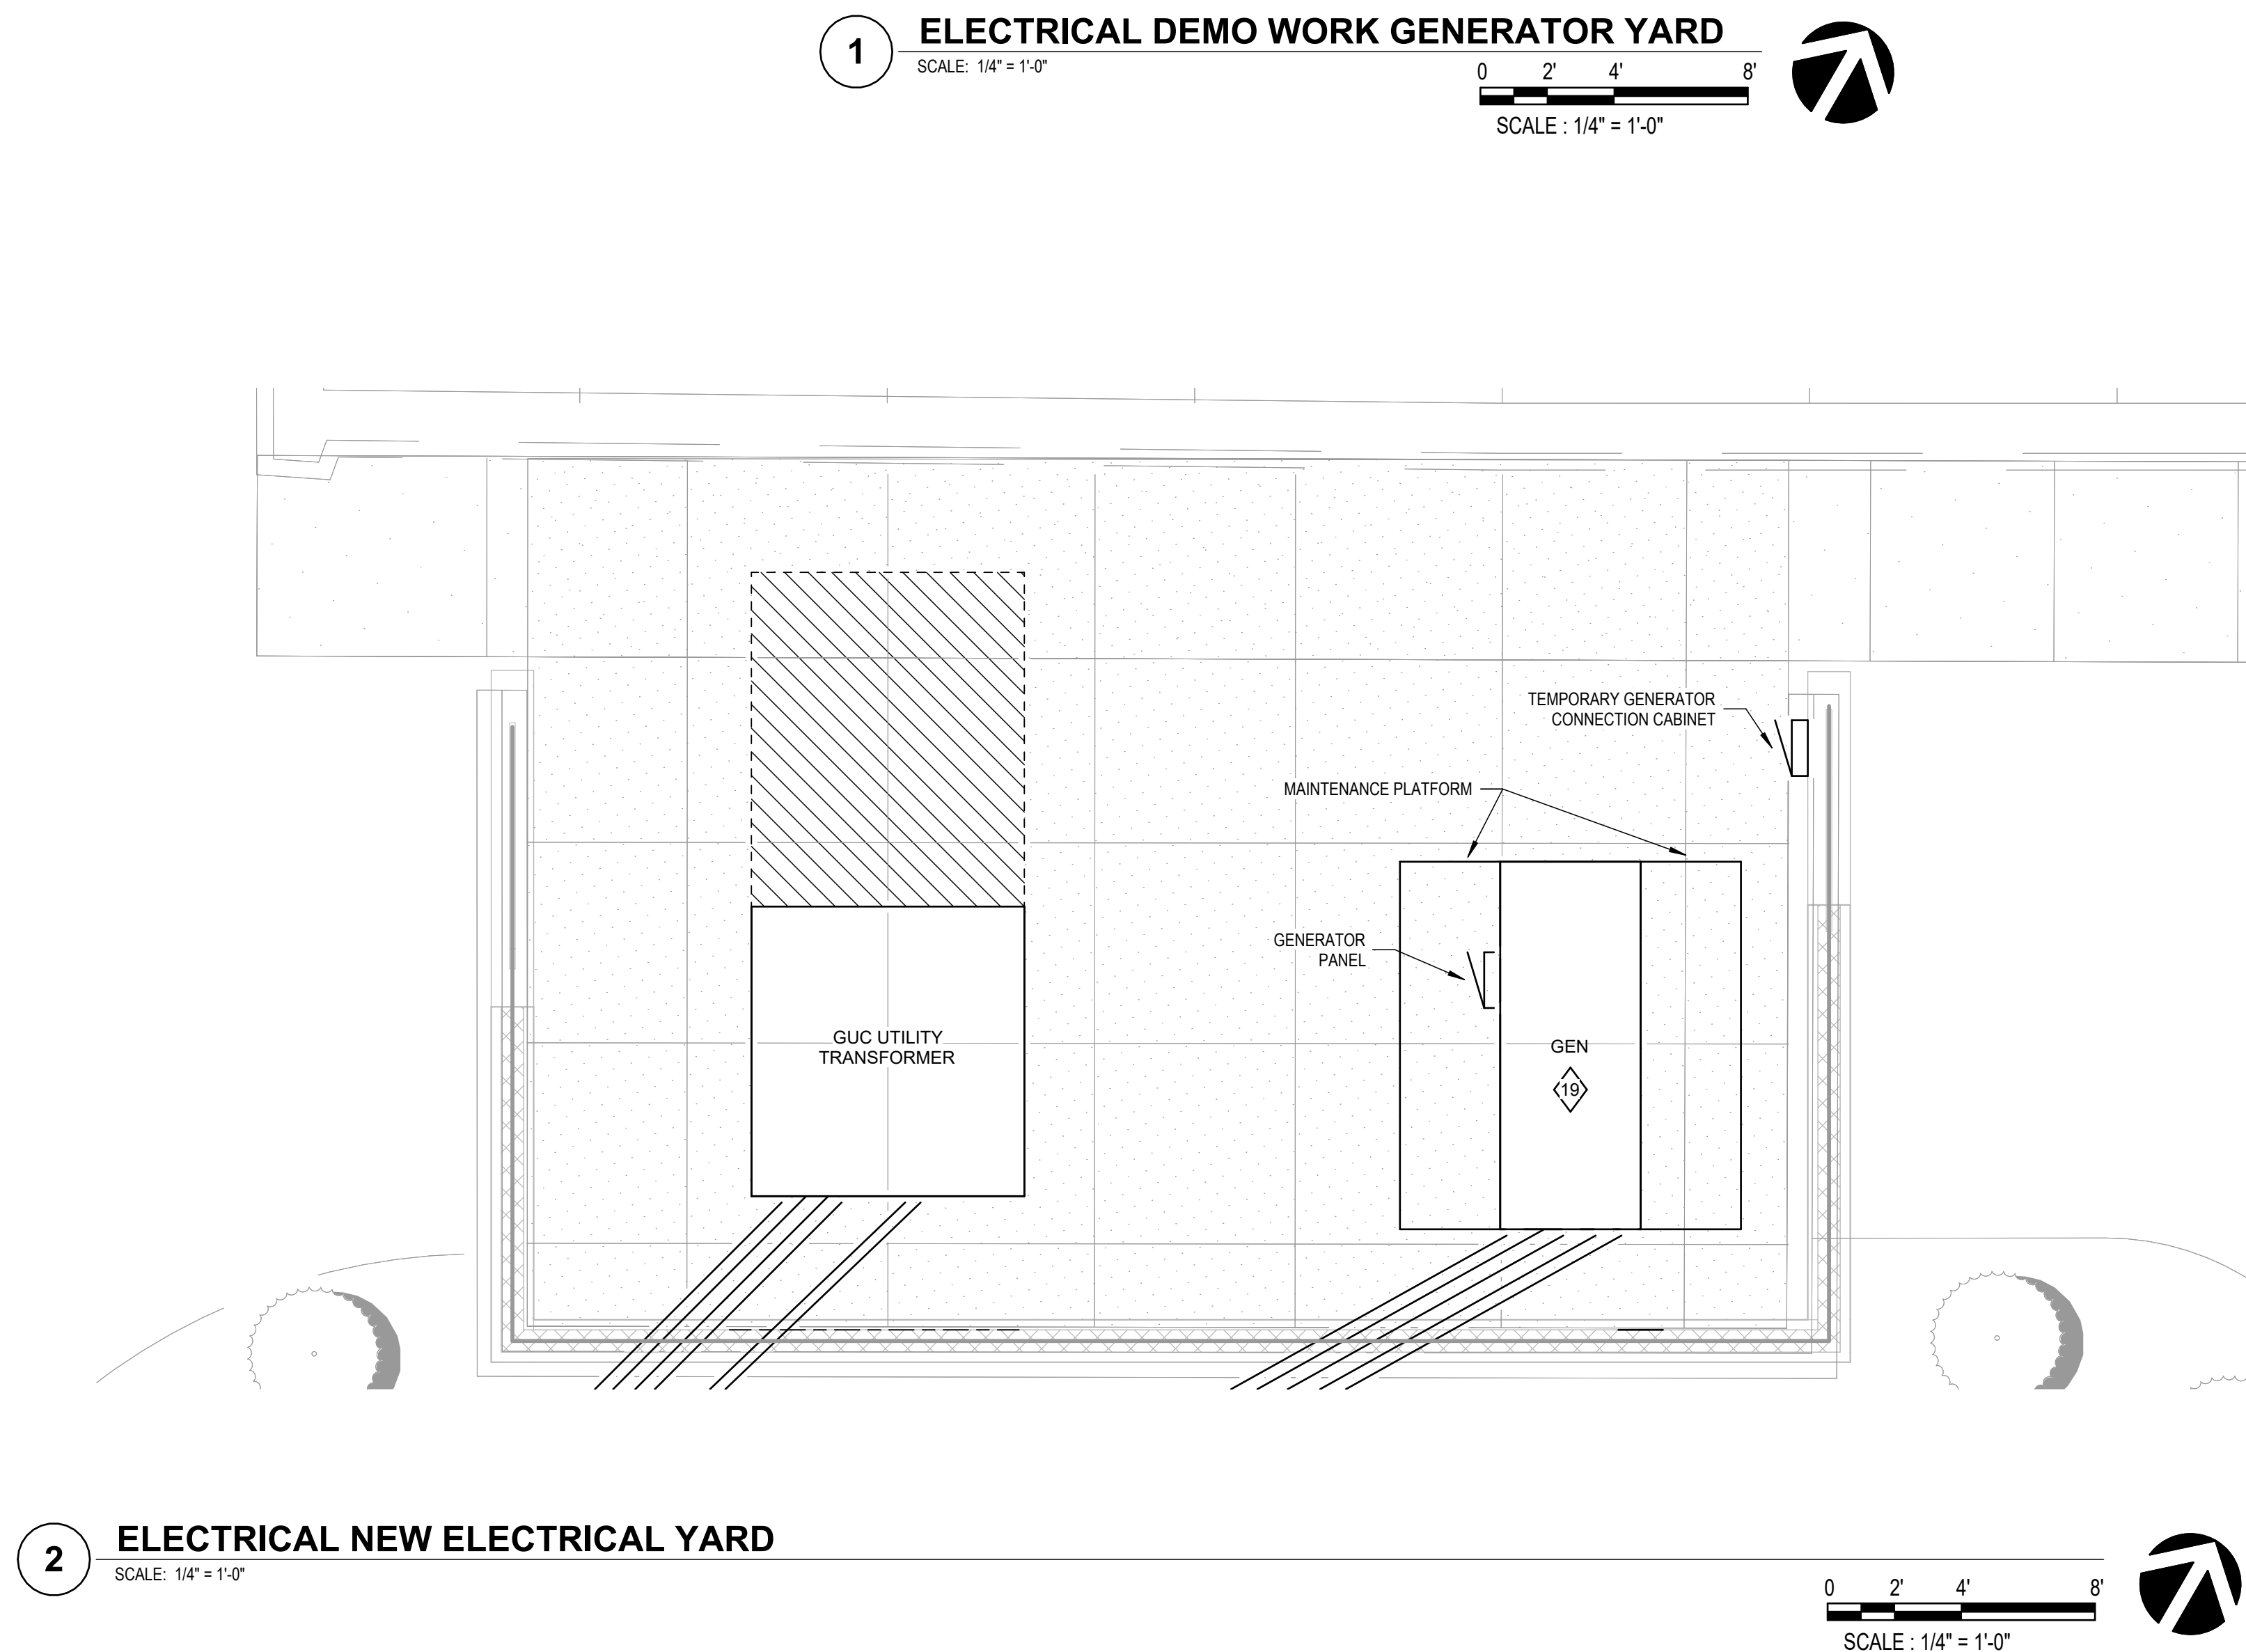 1
ELECTRICAL DEMO WORK GENERATOR YARD
SCALE: 1/4" = 1'-0"
0 2' 4' 8'
SCALE : 1/4" = 1'-0"
TEMPORARY GENERATOR
CONNECTION CABINET
MAINTENANCE PLATFORM
GENERATOR
PANEL
GUC UTILITY
TRANSFORMER
GEN
19
2
ELECTRICAL NEW ELECTRICAL YARD
SCALE: 1/4" = 1'-0"
0 2' 4' 8'
SCALE : 1/4" = 1'-0"